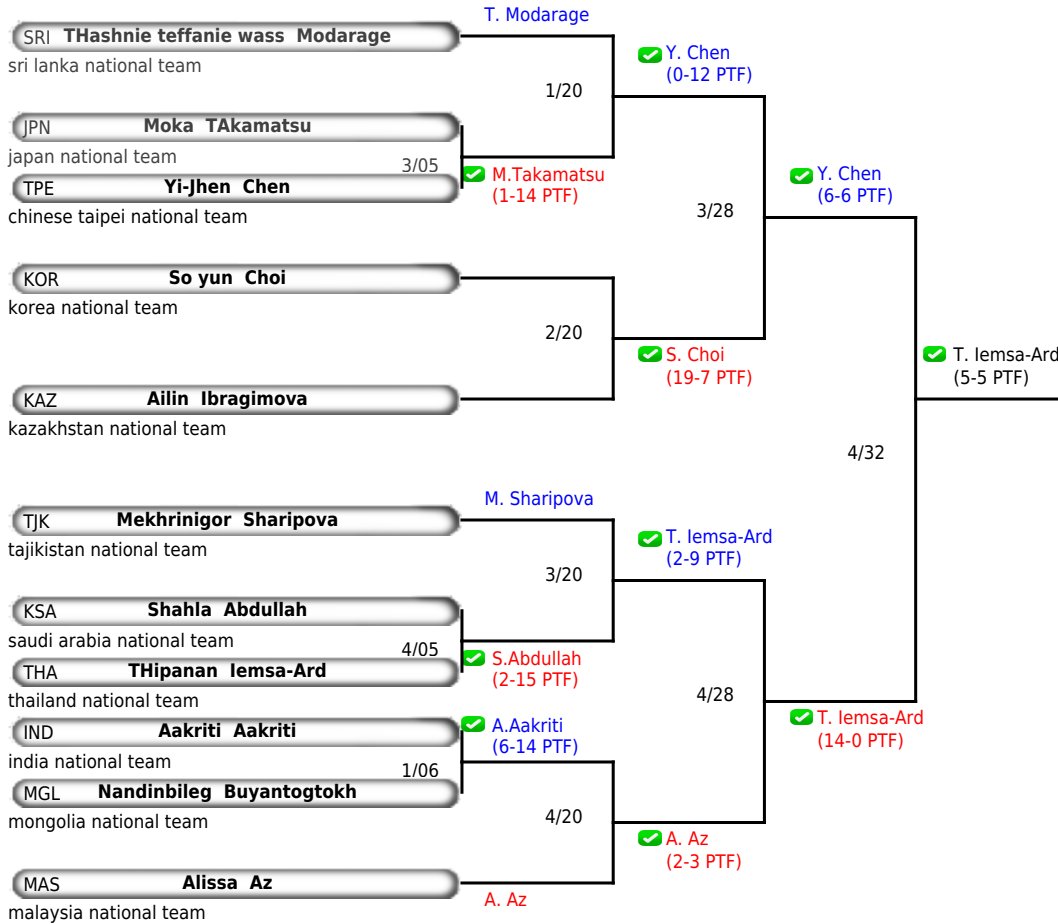 T. Modarage
SRI THashnie teffanie wass Modarage
sri lanka national team
Y. Chen
(0-12 PTF)
1/20
JPN Moka TAkamatsu
japan national team
3/05
M.Takamatsu
(1-14 PTF)
TPE Yi-Jhen Chen
chinese taipei national team
Y. Chen
(6-6 PTF)
3/28
KOR So yun Choi
korea national team
2/20
S. Choi
(19-7 PTF)
T. Iemsa-Ard
(5-5 PTF)
KAZ Ailin Ibragimova
kazakhstan national team
4/32
M. Sharipova
TJK Mekhrinigor Sharipova
tajikistan national team
T. Iemsa-Ard
(2-9 PTF)
3/20
KSA Shahla Abdullah
saudi arabia national team
4/05
S.Abdullah
(2-15 PTF)
THA THipanan Iemsa-Ard
thailand national team
4/28
T. Iemsa-Ard
(14-0 PTF)
IND Aakriti Aakriti
india national team
A.Aakriti
(6-14 PTF)
1/06
MGL Nandinbileg Buyantogtokh
mongolia national team
4/20
A. Az
(2-3 PTF)
MAS Alissa Az
malaysia national team
A. Az